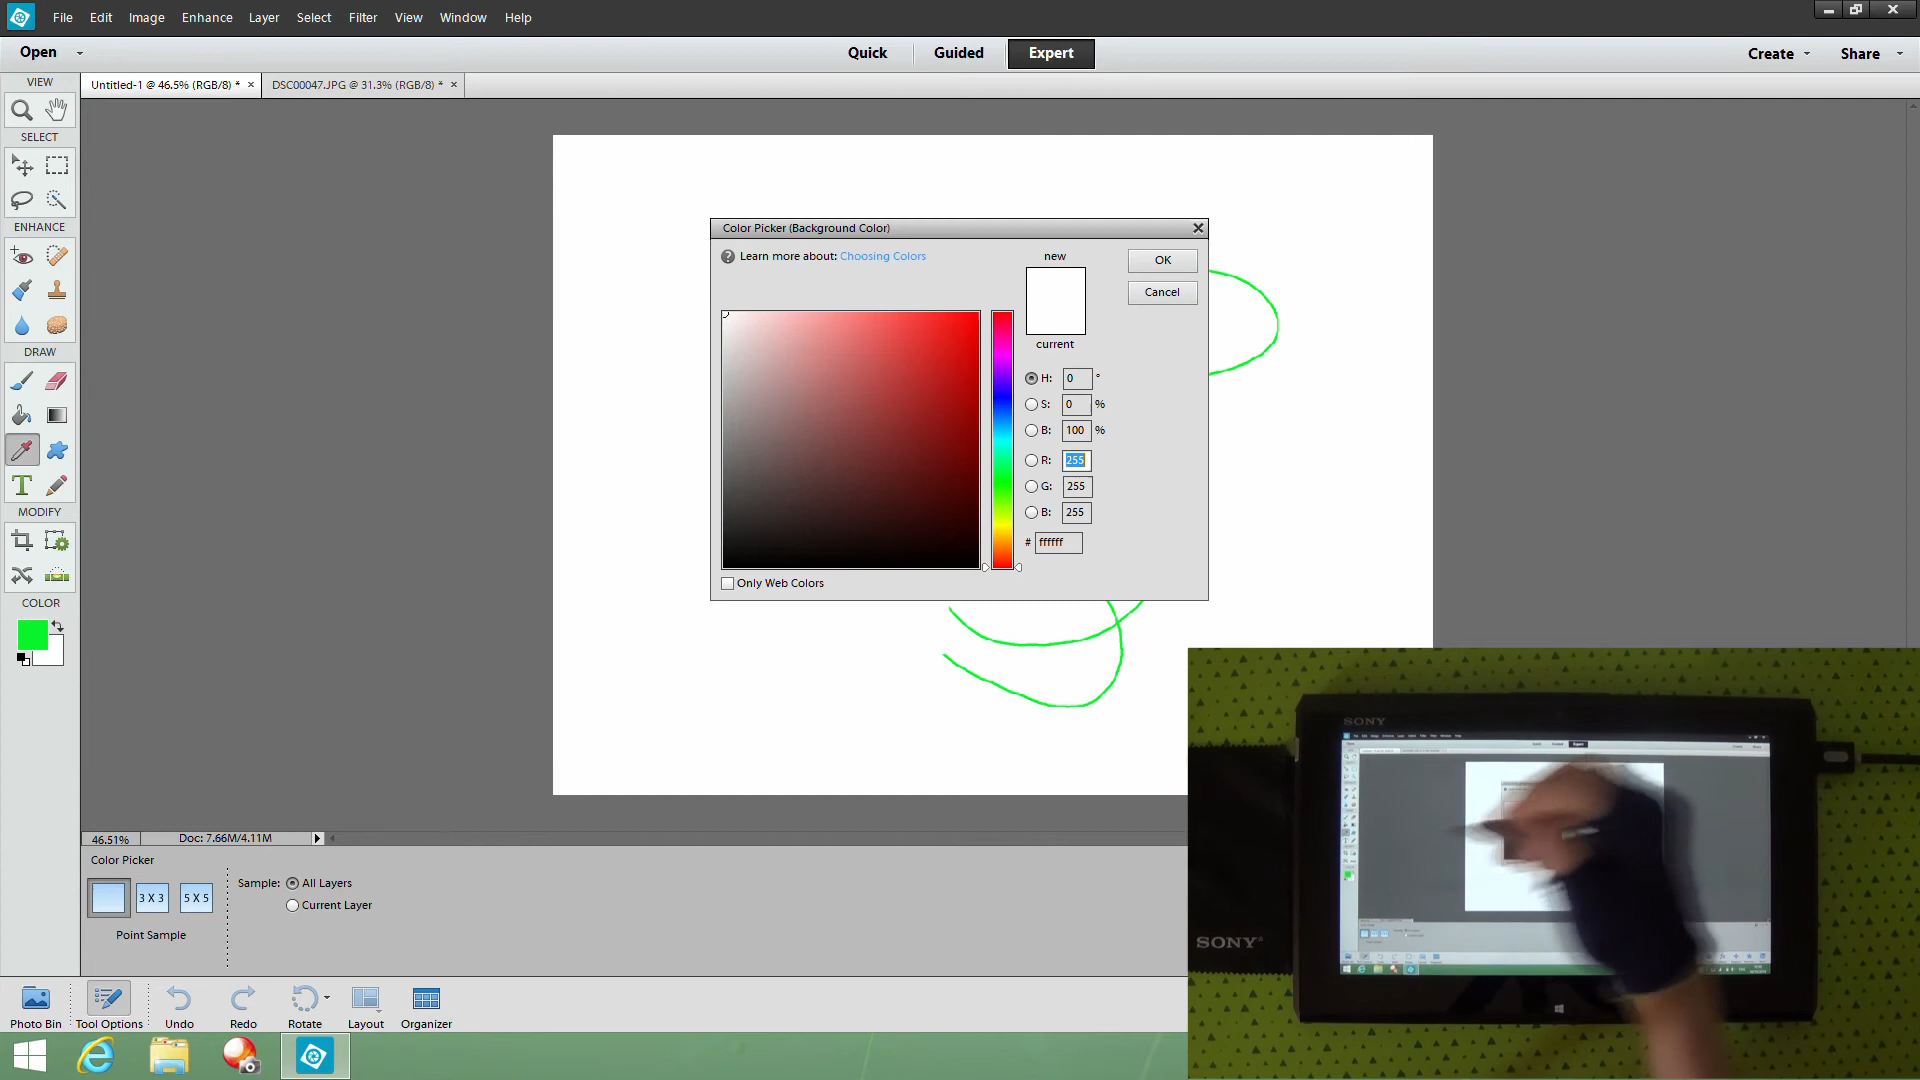 File Edit Image Enhance Layer Select Filter View Window Help
Open Quick Guided Expert Create Share
VIEW
Untitled-1 @ 46.5% (RGB/8) * × DSC00047.JPG @ 31.3% (RGB/8) * ×
SELECT
ENHANCE
Color Picker (Background Color)
? Learn more about: Choosing Colors
new
OK
Cancel
current
DRAW
H: 0 °
S: 0 %
B: 100 %
R: 255
G: 255
B: 255
# ffffff
Only Web Colors
T
MODIFY
COLOR
SONY
SONY
46.51% Doc: 7.66M/4.11M
Color Picker
3 X 3 5 X 5
Point Sample
Sample: All Layers
Current Layer
Photo Bin Tool Options Undo Redo Rotate Layout Organizer